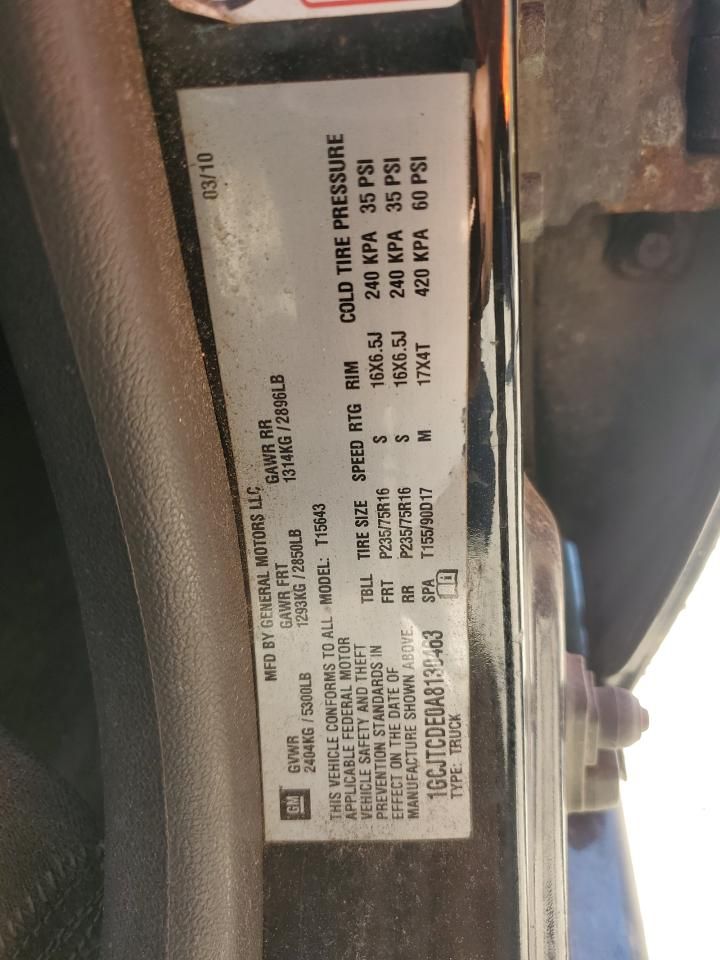 GM
MFD BY GENERAL MOTORS LLC 03/10
GVWR GAWR FRT GAWR RR
2404KG / 5300LB 1293KG / 2850LB 1314KG / 2896LB
THIS VEHICLE CONFORMS TO ALL
APPLICABLE FEDERAL MOTOR
VEHICLE SAFETY AND THEFT
PREVENTION STANDARDS IN
EFFECT ON THE DATE OF
MANUFACTURE SHOWN ABOVE.
1GCJTCDE0A8130463
TYPE: TRUCK
MODEL: T15643
TBLL TIRE SIZE SPEED RTG RIM COLD TIRE PRESSURE
FRT P235/75R16 S 16X6.5J 240 KPA 35 PSI
RR P235/75R16 S 16X6.5J 240 KPA 35 PSI
SPA T155/90D17 M 17X4T 420 KPA 60 PSI